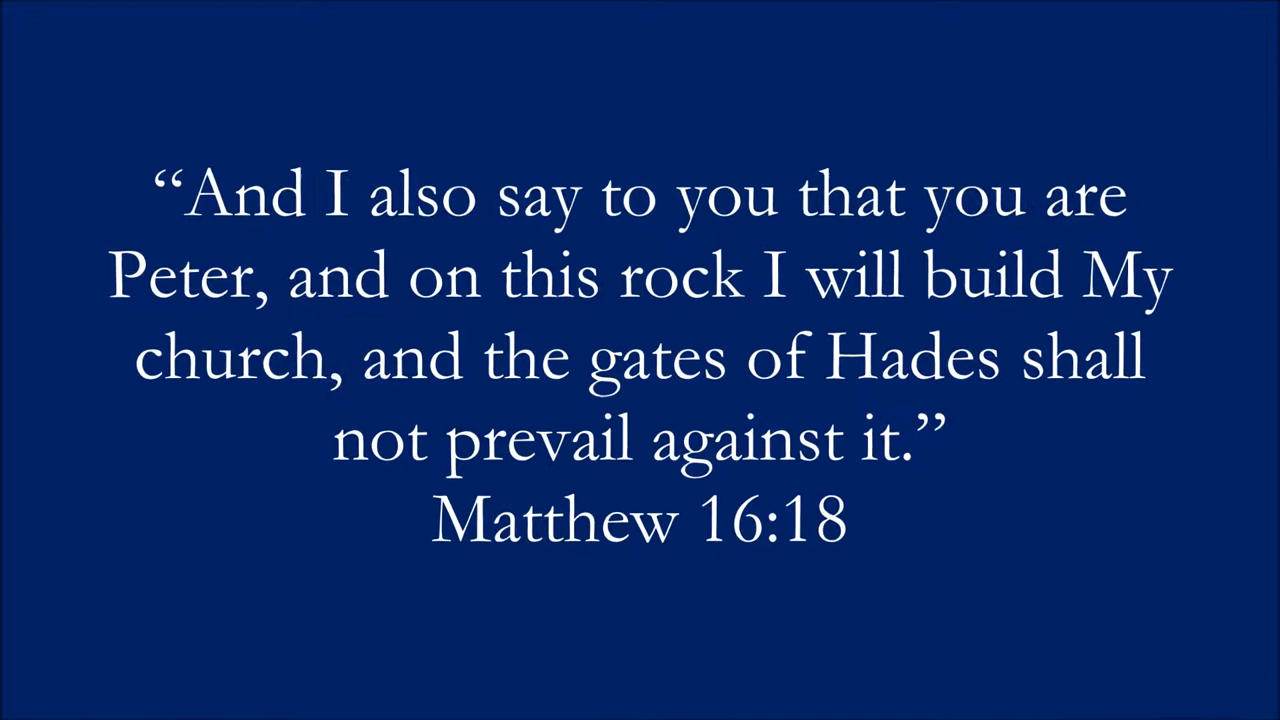 “And I also say to you that you are
Peter, and on this rock I will build My
church, and the gates of Hades shall
not prevail against it.”
Matthew 16:18